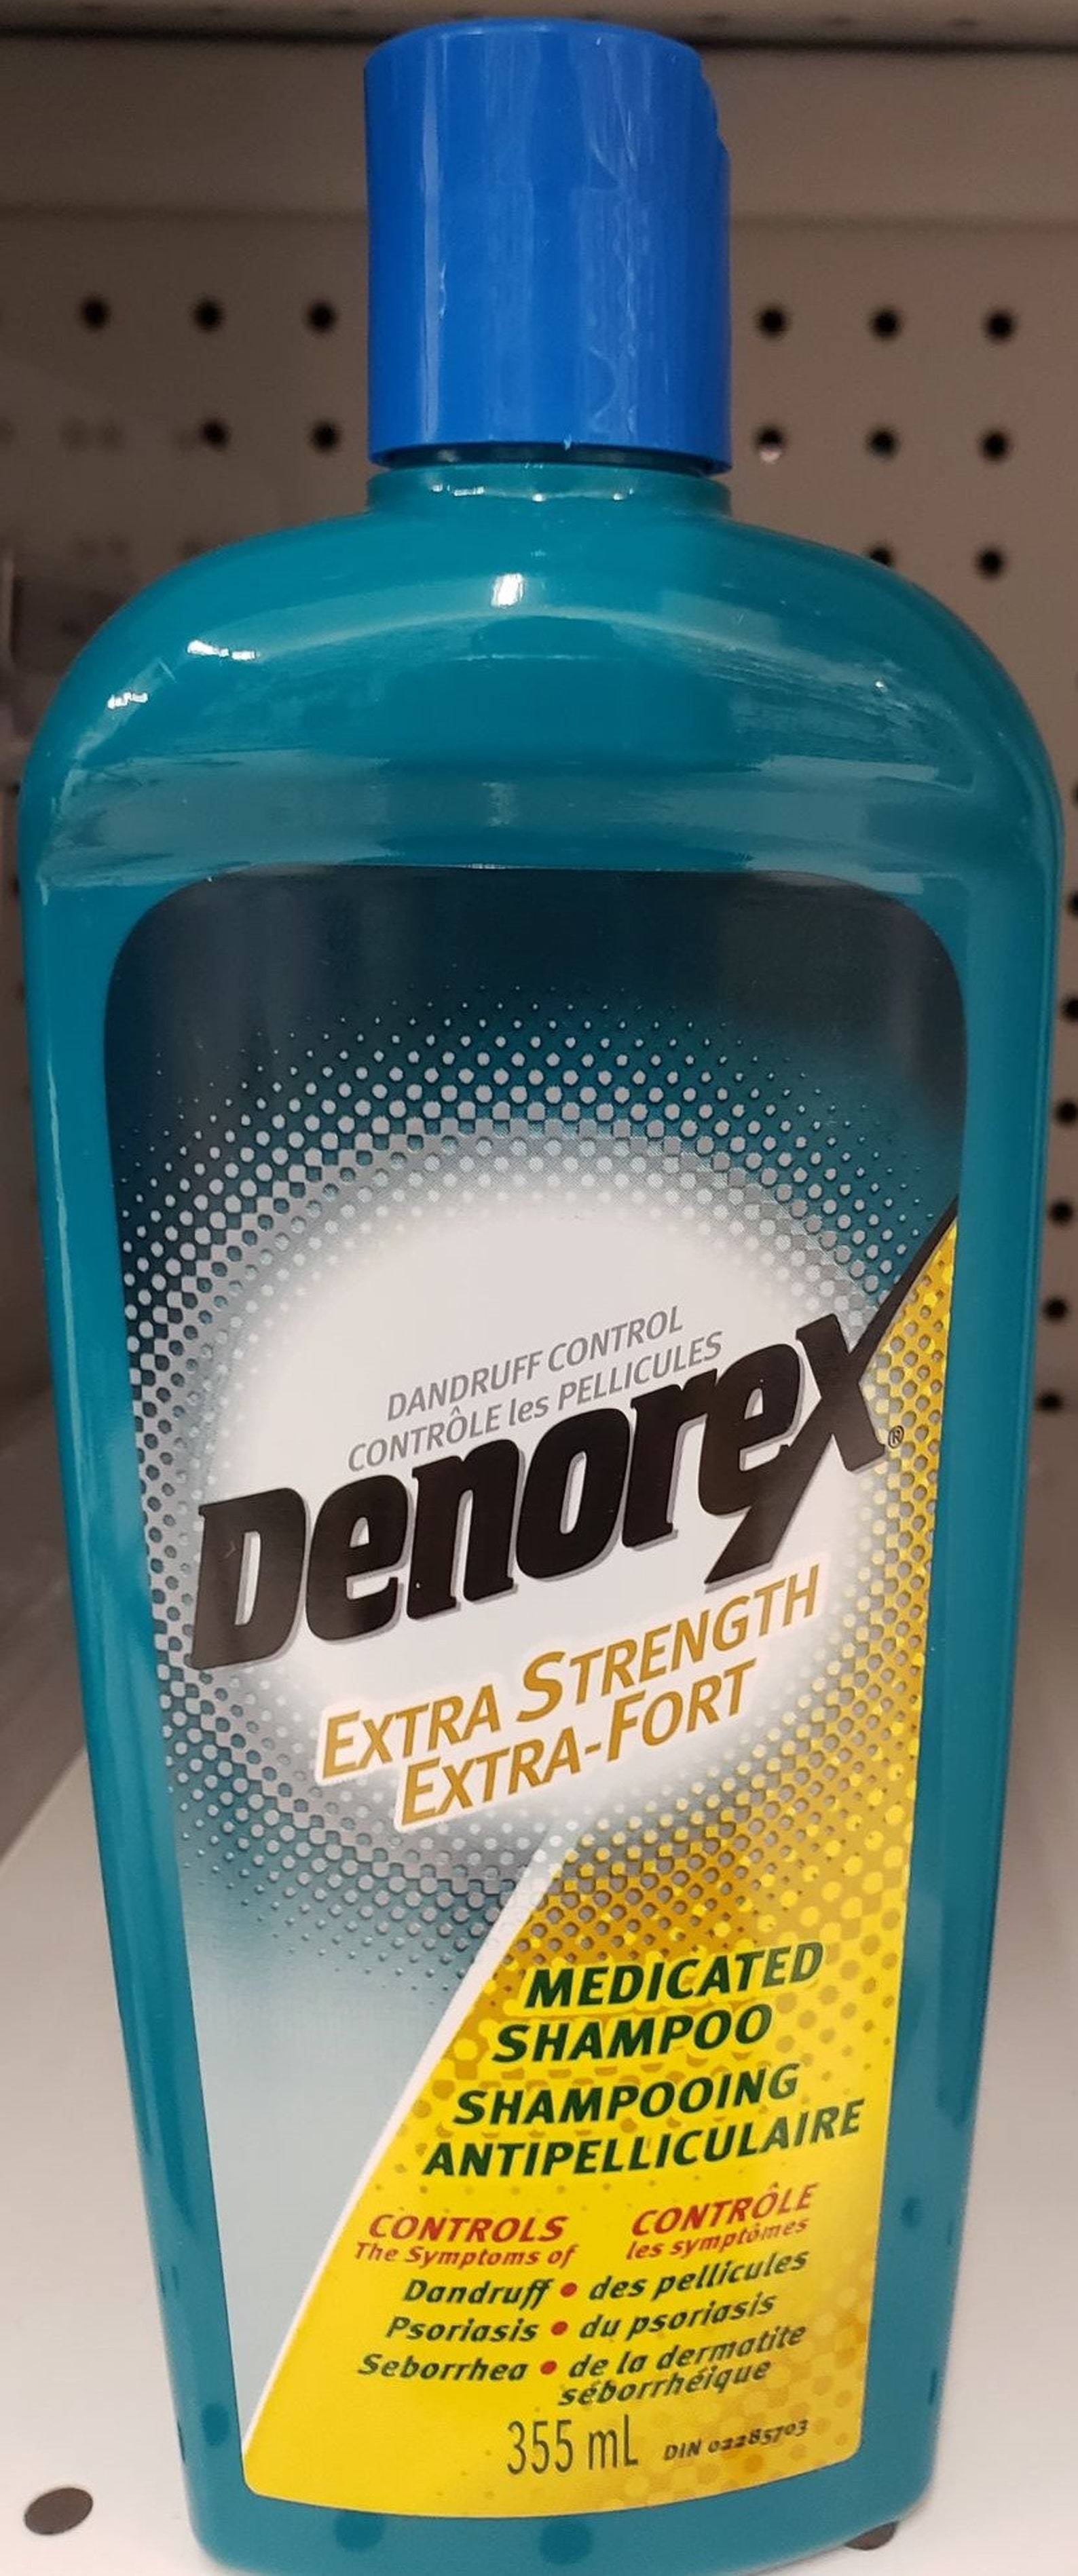 DANDRUFF CONTROL
CONTRÔLE les PELLICULES
Denorex®
EXTRA STRENGTH
EXTRA-FORT
MEDICATED
SHAMPOO
SHAMPOOING
ANTIPELLICULAIRE
CONTROLS CONTRÔLE
The Symptoms of les symptômes
Dandruff • des pellicules
Psoriasis • du psoriasis
Seborrhea • de la dermatite
séborrhéique
355 mL DIN 02285703